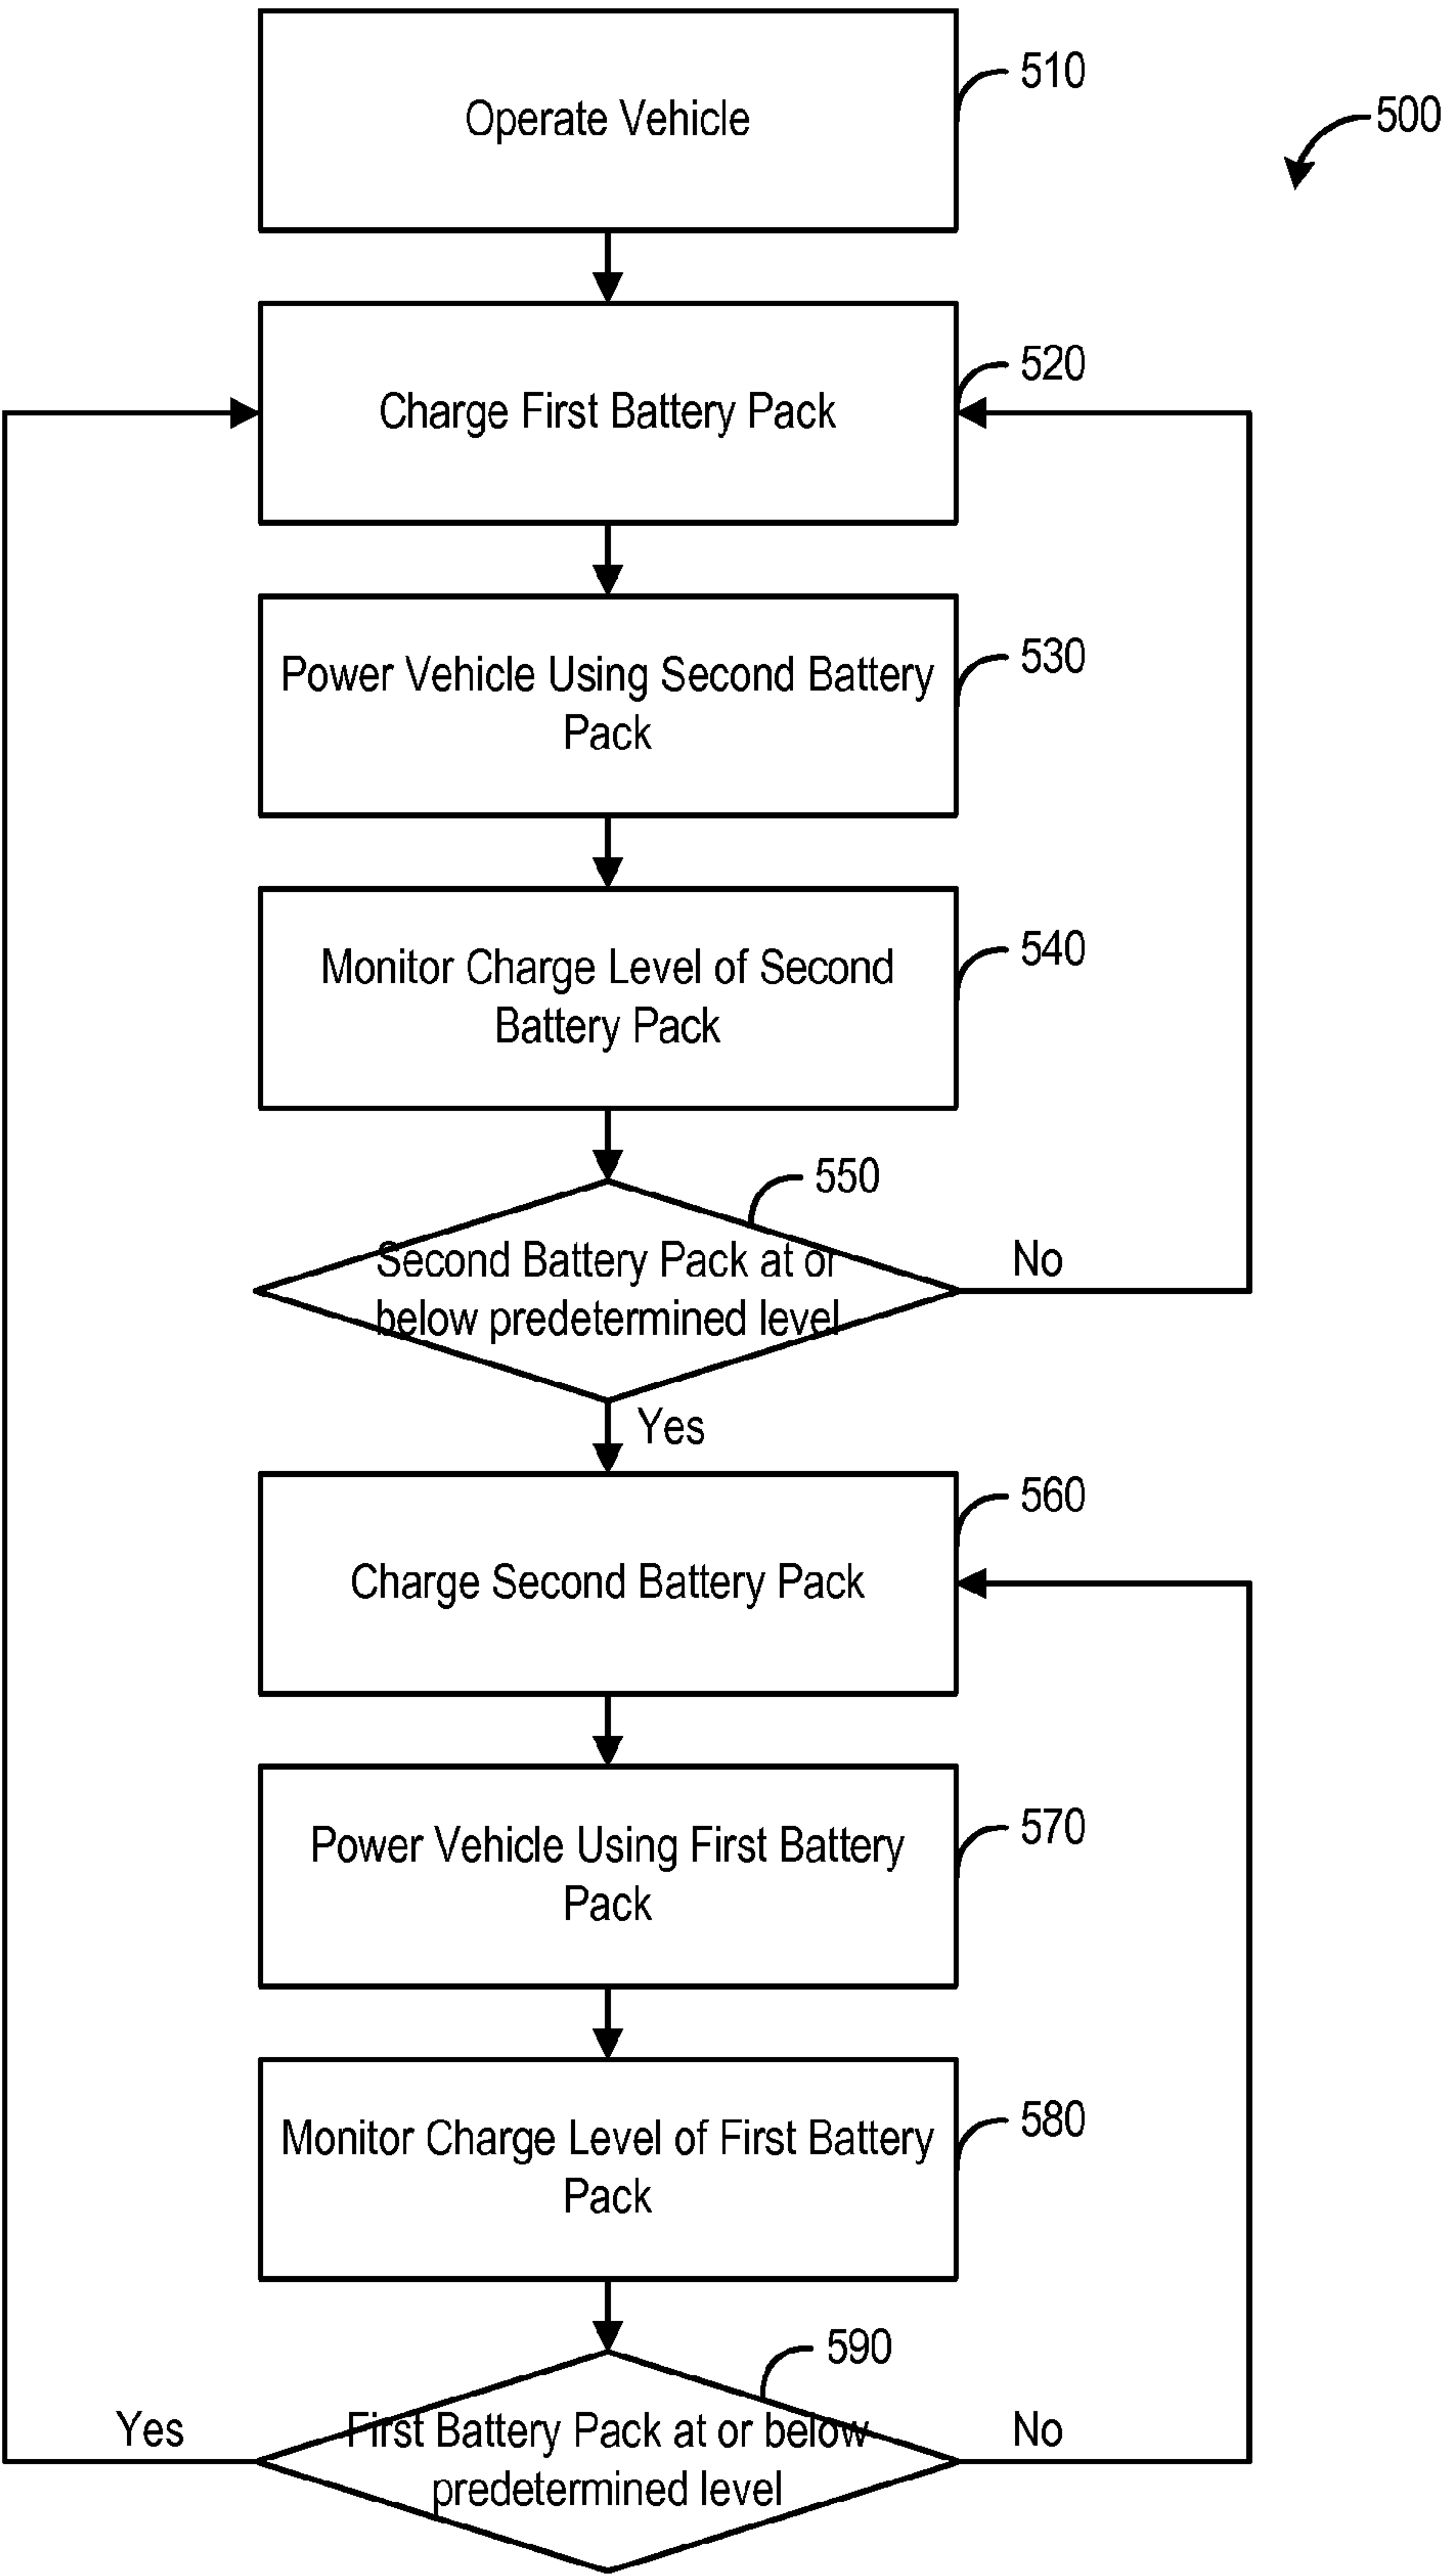 Operate Vehicle
510
500
Charge First Battery Pack
520
Power Vehicle Using Second Battery
Pack
530
Monitor Charge Level of Second
Battery Pack
540
550
Second Battery Pack at or
below predetermined level
No
Yes
Charge Second Battery Pack
560
Power Vehicle Using First Battery
Pack
570
Monitor Charge Level of First Battery
Pack
580
590
First Battery Pack at or below
predetermined level
Yes
No